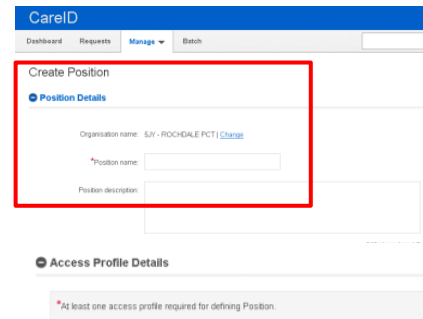 CareID
Dashboard Requests Manage Batch
Create Position
Position Details
Organisation name: 5JY - ROCHDALE PCT | Change
*Position name:
Position description:
Access Profile Details
*At least one access profile required for defining Position.